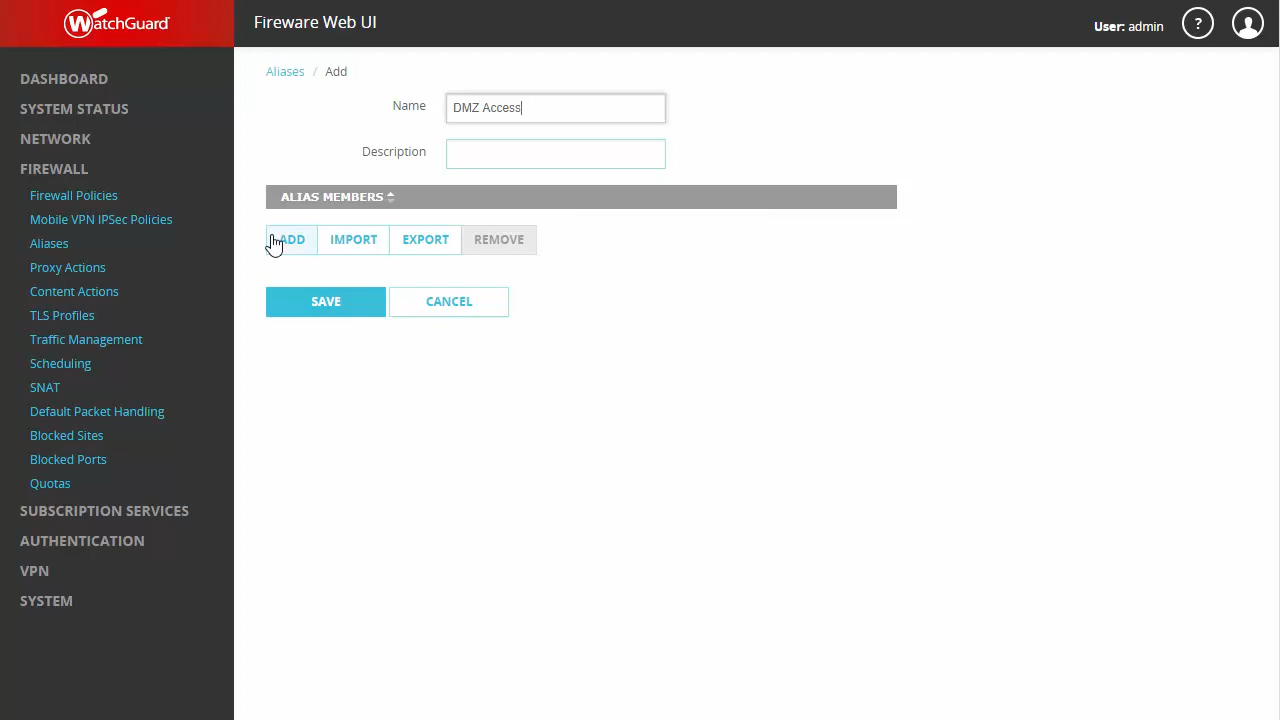 WatchGuard
Fireware Web UI
User: admin
?
DASHBOARD
SYSTEM STATUS
NETWORK
FIREWALL
Firewall Policies
Mobile VPN IPSec Policies
Aliases
Proxy Actions
Content Actions
TLS Profiles
Traffic Management
Scheduling
SNAT
Default Packet Handling
Blocked Sites
Blocked Ports
Quotas
SUBSCRIPTION SERVICES
AUTHENTICATION
VPN
SYSTEM
Aliases / Add
Name DMZ Access
Description
ALIAS MEMBERS
ADD IMPORT EXPORT REMOVE
SAVE CANCEL